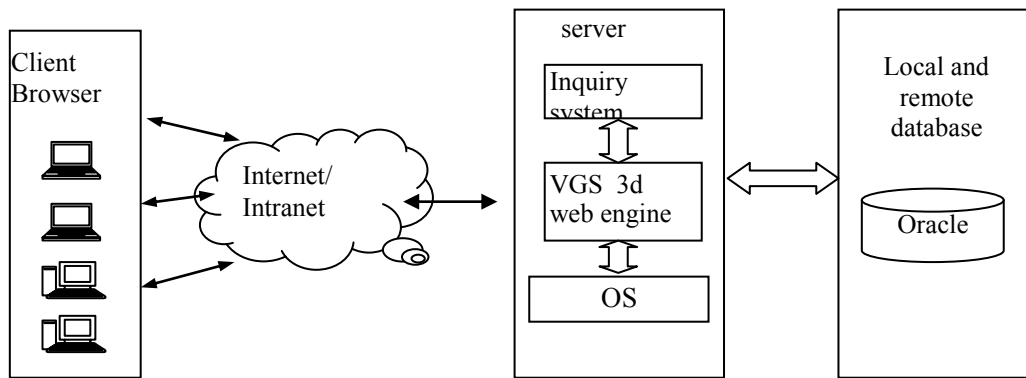 Client
Browser
Internet/
Intranet
server
Inquiry
system
VGS 3d
web engine
OS
Local and
remote
database
Oracle